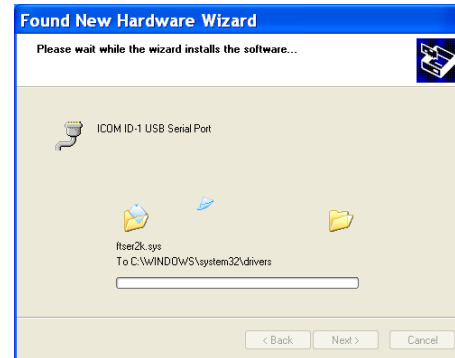 Found New Hardware Wizard
Please wait while the wizard installs the software...
ICOM ID-1 USB Serial Port
ftser2k.sys
To C:\WINDOWS\system32\drivers
< Back
Next >
Cancel